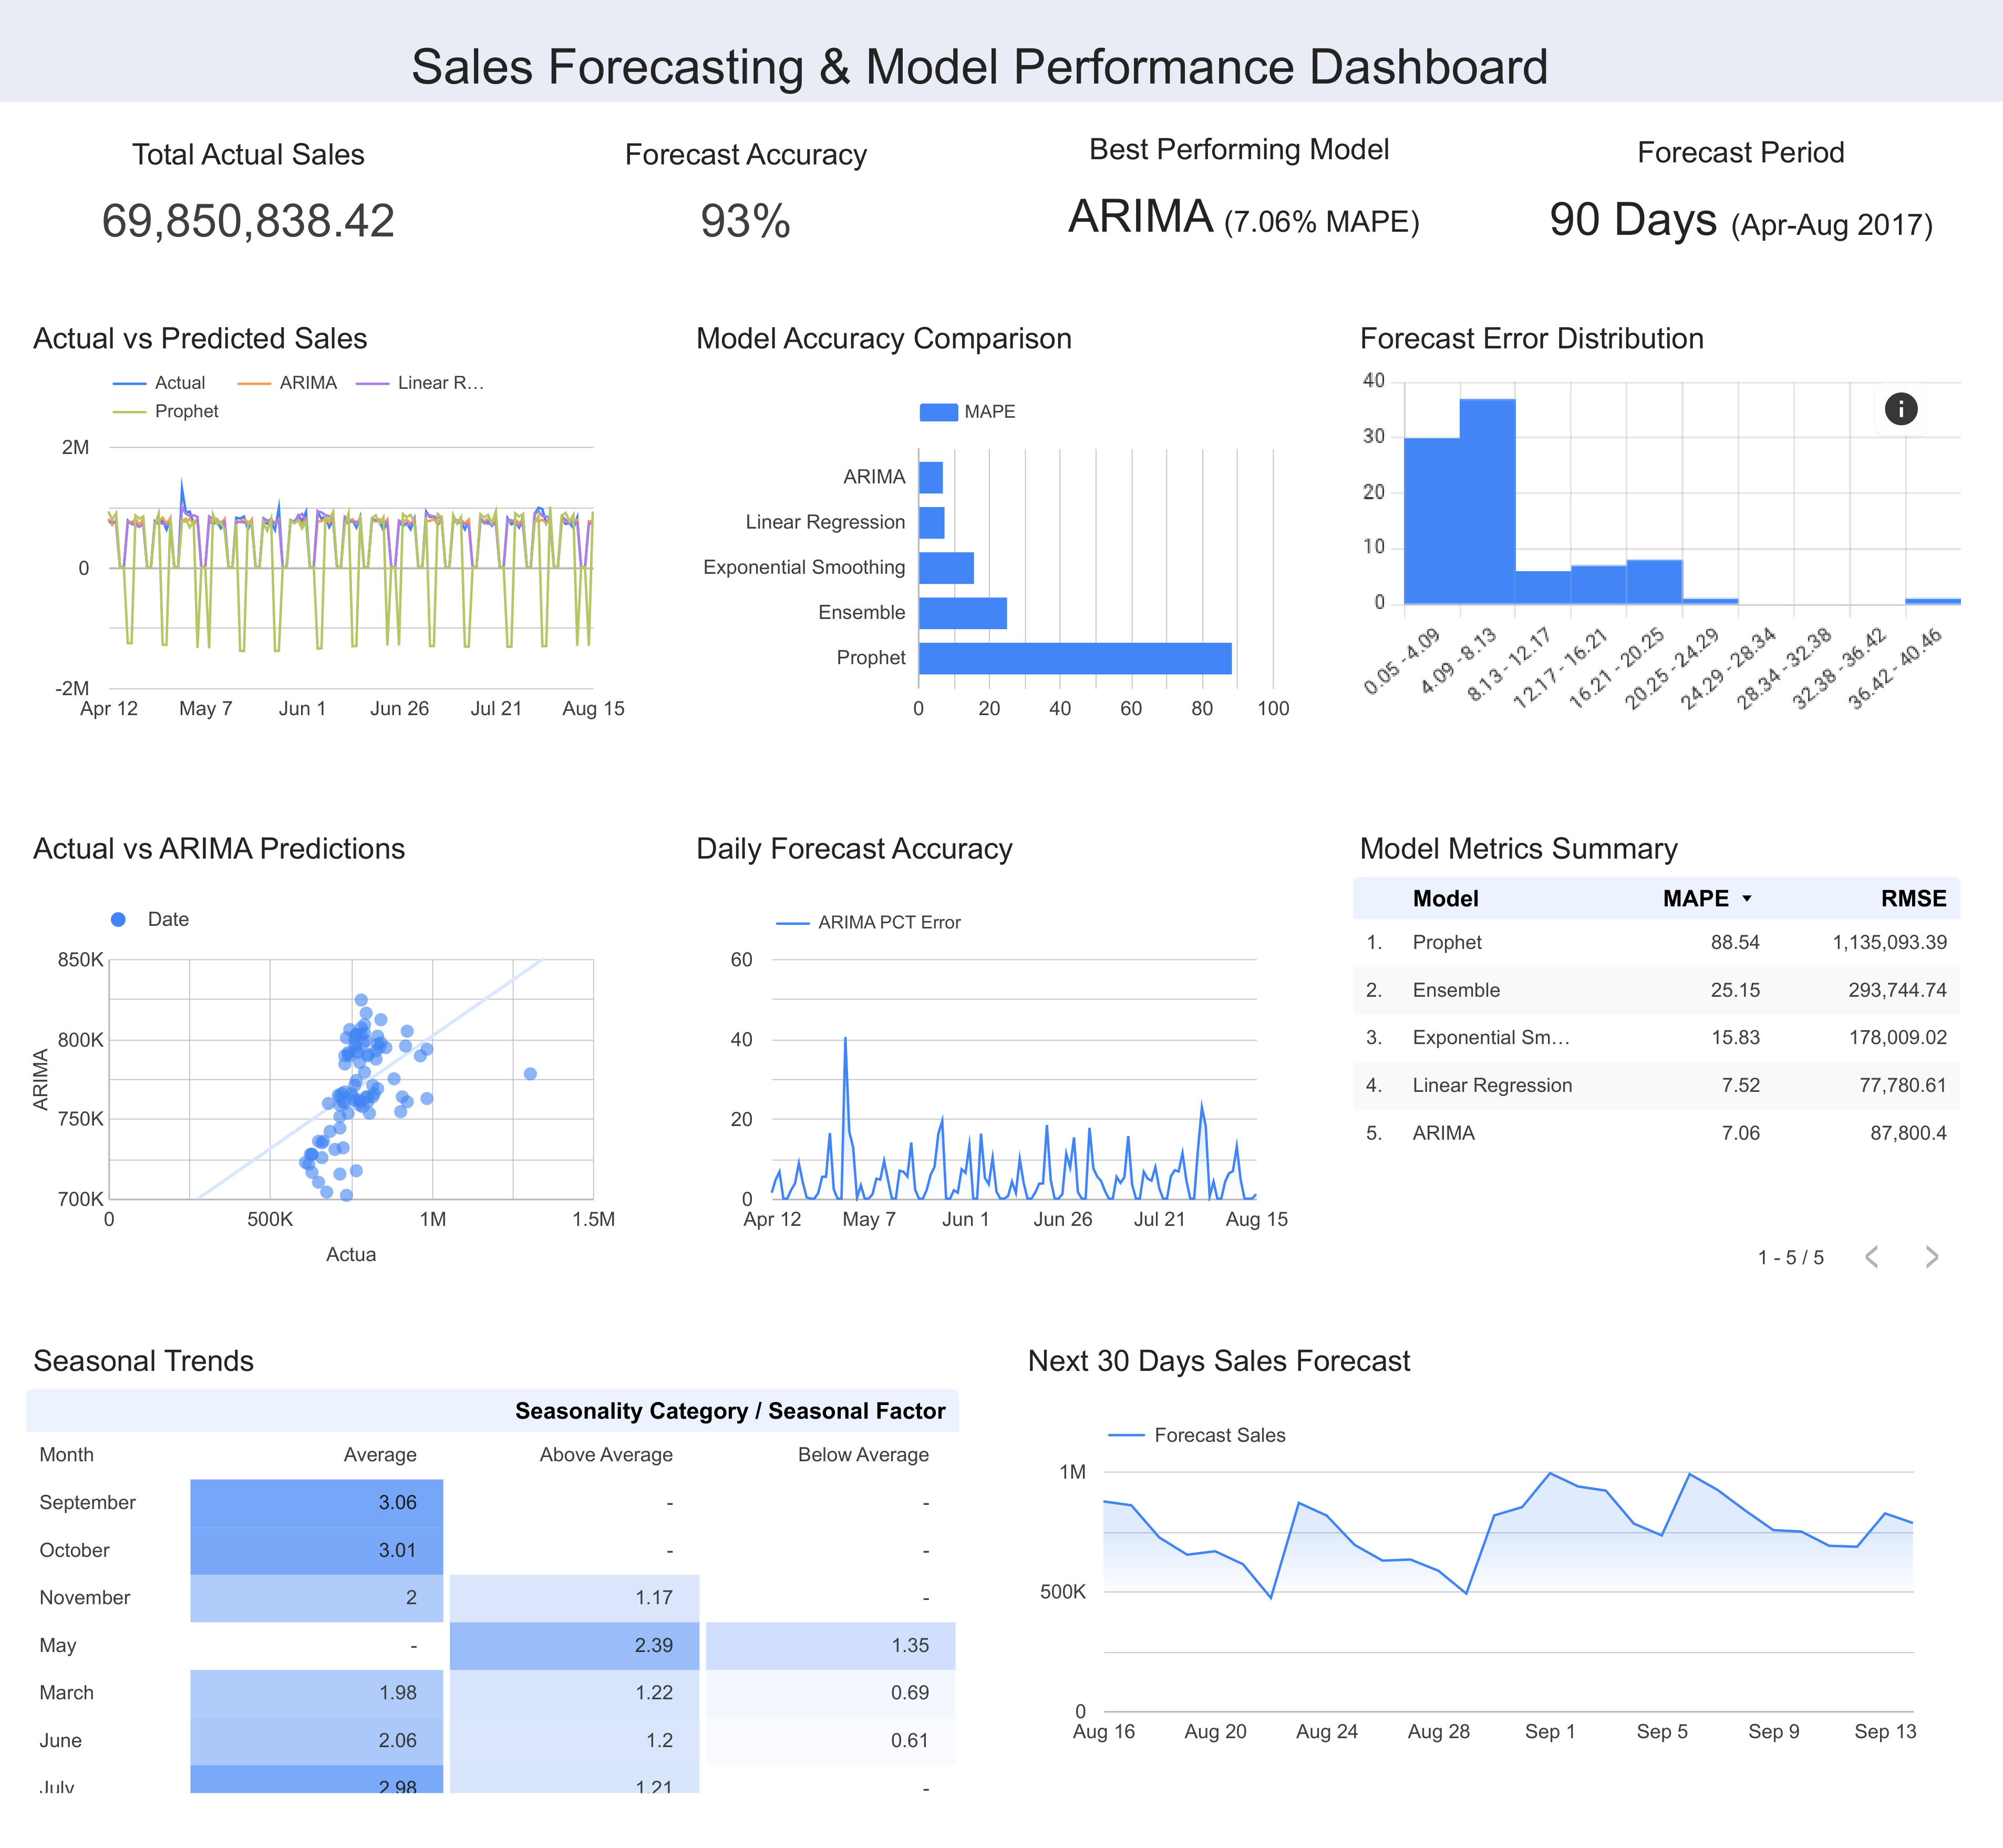 Sales Forecasting & Model Performance Dashboard
Total Actual Sales
69,850,838.42
Forecast Accuracy
93%
Best Performing Model
ARIMA (7.06% MAPE)
Forecast Period
90 Days (Apr-Aug 2017)
Actual vs Predicted Sales
Actual ARIMA Linear R…
Prophet
2M
0
-2M
Apr 12 May 7 Jun 1 Jun 26 Jul 21 Aug 15
Model Accuracy Comparison
MAPE
ARIMA
Linear Regression
Exponential Smoothing
Ensemble
Prophet
0 20 40 60 80 100
Forecast Error Distribution
40
30
20
10
0
0.05 - 4.09
4.09 - 8.13
8.13 - 12.17
12.17 - 16.21
16.21 - 20.25
20.25 - 24.29
24.29 - 28.34
28.34 - 32.38
32.38 - 36.42
36.42 - 40.46
Actual vs ARIMA Predictions
Date
850K
800K
750K
700K
ARIMA
0 500K 1M 1.5M
Actua
Daily Forecast Accuracy
ARIMA PCT Error
60
40
20
0
Apr 12 May 7 Jun 1 Jun 26 Jul 21 Aug 15
Model Metrics Summary
Model MAPE RMSE
1. Prophet 88.54 1,135,093.39
2. Ensemble 25.15 293,744.74
3. Exponential Sm… 15.83 178,009.02
4. Linear Regression 7.52 77,780.61
5. ARIMA 7.06 87,800.4
1 - 5 / 5
Seasonal Trends
Seasonality Category / Seasonal Factor
Month Average Above Average Below Average
September 3.06 - -
October 3.01 - -
November 2 1.17 -
May - 2.39 1.35
March 1.98 1.22 0.69
June 2.06 1.2 0.61
July 2.98 1.21 -
Next 30 Days Sales Forecast
Forecast Sales
1M
500K
0
Aug 16 Aug 20 Aug 24 Aug 28 Sep 1 Sep 5 Sep 9 Sep 13